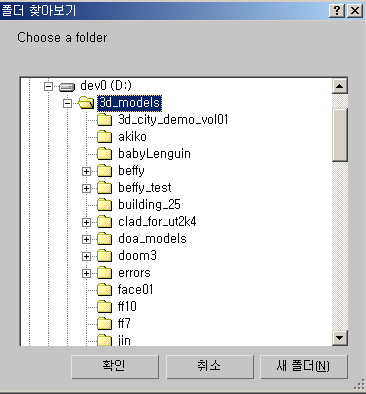 폴더 찾아보기
Choose a folder
dev0 (D:)
3d_models
3d_city_demo_vol01
akiko
babyLenguin
beffy
beffy_test
building_25
clad_for_ut2k4
doa_models
doom3
errors
face01
ff10
ff7
jin
확인 취소 새 폴더(N)